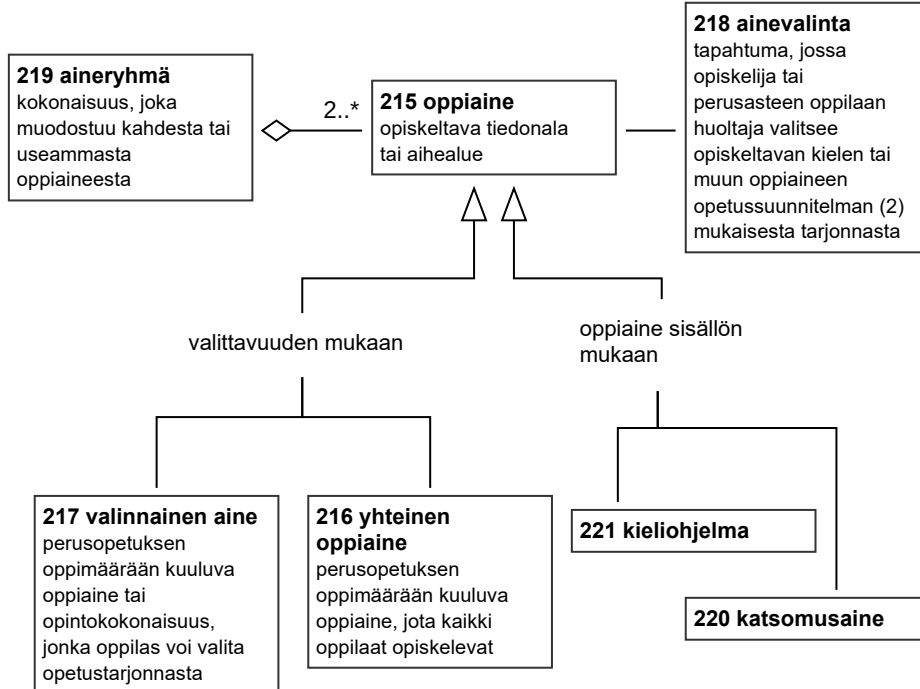 219 aineryhmä
kokonaisuus, joka
muodostuu kahdesta tai
useammasta
oppiaineesta
2..*
215 oppiaine
opiskeltava tiedonala
tai aihealue
218 ainevalinta
tapahtuma, jossa
opiskelija tai
perusasteen oppilaan
huoltaja valitsee
opiskeltavan kielen tai
muun oppiaineen
opetussuunnitelman (2)
mukaisesta tarjonnasta
valittavuuden mukaan
oppiaine sisällön
mukaan
217 valinnainen aine
perusopetuksen
oppimäärään kuuluva
oppiaine tai
opintokokonaisuus,
jonka oppilas voi valita
opetustarjonnasta
216 yhteinen
oppiaine
perusopetuksen
oppimäärään kuuluva
oppiaine, jota kaikki
oppilaat opiskelevat
221 kieliohjelma
220 katsomusaine